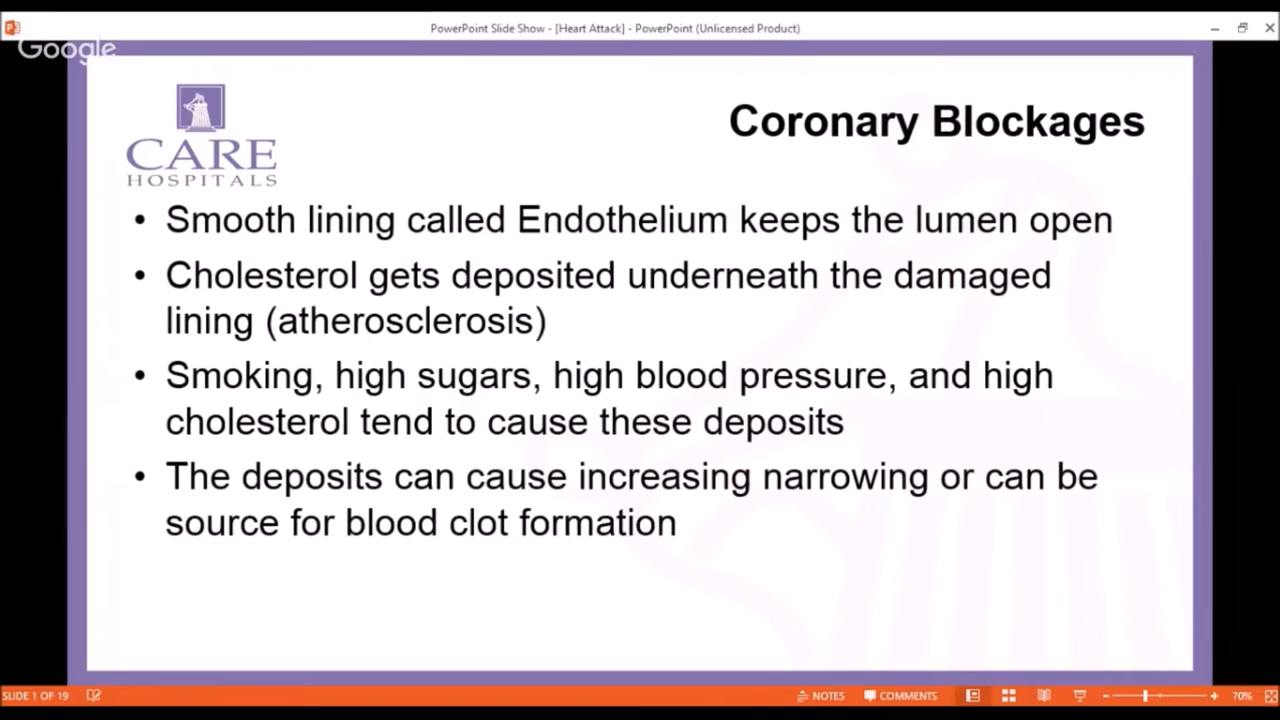 PowerPoint Slide Show - [Heart Attack] - PowerPoint (Unlicensed Product)
Google
CARE
HOSPITALS
Coronary Blockages
• Smooth lining called Endothelium keeps the lumen open
• Cholesterol gets deposited underneath the damaged
lining (atherosclerosis)
• Smoking, high sugars, high blood pressure, and high
cholesterol tend to cause these deposits
• The deposits can cause increasing narrowing or can be
source for blood clot formation
SLIDE 1 OF 19
NOTES
COMMENTS
70%